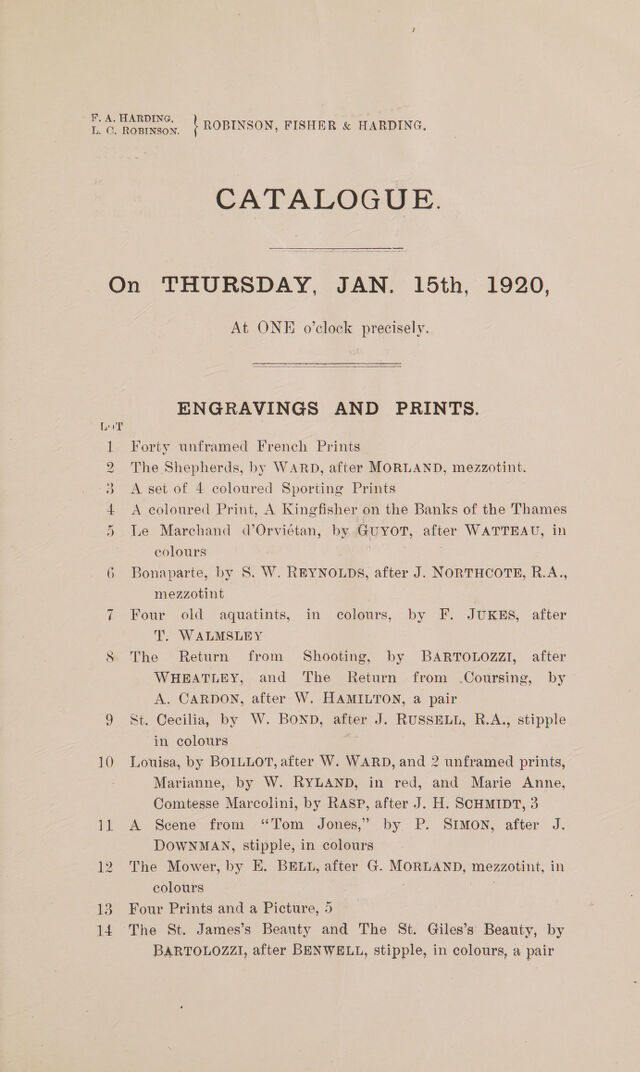 F. A. HARDING.
L. C. ROBINSON.
} ROBINSON, FISHER & HARDING.
CATALOGUE.
On THURSDAY, JAN. 15th, 1920,
At ONE o'clock precisely.
ENGRAVINGS AND PRINTS.
LOT
1 Forty unframed French Prints
2 The Shepherds, by WARD, after MORLAND, mezzotint.
3 A set of 4 coloured Sporting Prints
4 A coloured Print, A Kingfisher on the Banks of the Thames
5 Le Marchand d'Orviétan, by GUYOT, after WATTEAU, in
colours
6 Bonaparte, by S. W. REYNOLDS, after J. NORTHCOTE, R.A.,
mezzotint
7 Four old aquatints, in colours, by F. JUKES, after
T. WALMSLEY
8 The Return from Shooting, by BARTOLOZZI, after
WHEATLEY, and The Return from Coursing, by
A. CARDON, after W. HAMILTON, a pair
9 St. Cecilia, by W. BOND, after J. RUSSELL, R.A., stipple
in colours
10 Louisa, by BOILLOT, after W. WARD, and 2 unframed prints,
Marianne, by W. RYLAND, in red, and Marie Anne,
Comtesse Marcolini, by RASP, after J. H. SCHMIDT, 3
11 A Scene from "Tom Jones," by P. SIMON, after J.
DOWNMAN, stipple, in colours
12 The Mower, by E. BELL, after G. MORLAND, mezzotint, in
colours
13 Four Prints and a Picture, 5
14 The St. James's Beauty and The St. Giles's Beauty, by
BARTOLOZZI, after BENWELL, stipple, in colours, a pair